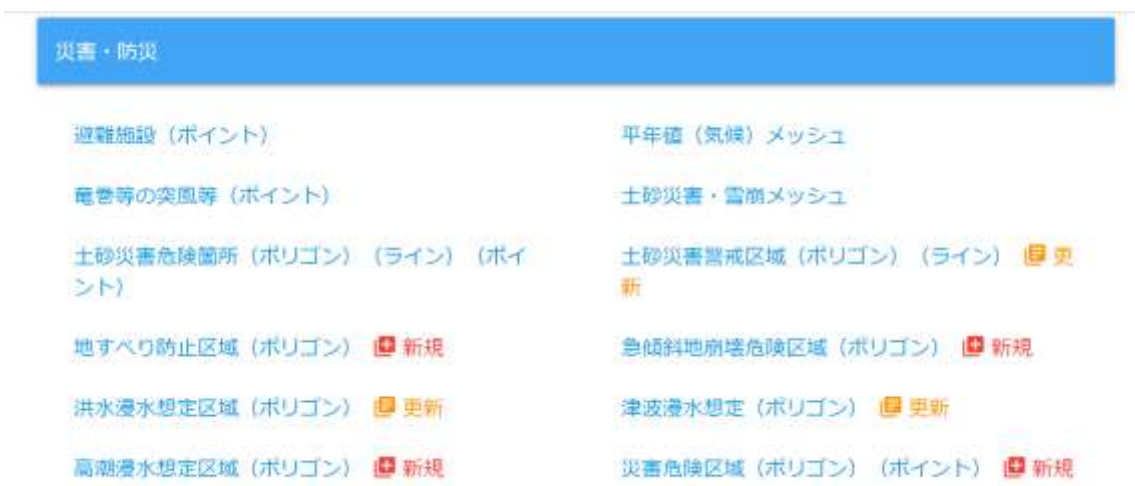 災害・防災
避難施設（ポイント）
平年値（気候）メッシュ
竜巻等の突風等（ポイント）
土砂災害・雪崩メッシュ
土砂災害危険箇所（ポリゴン）（ライン）（ポイ
ント）
土砂災害警戒区域（ポリゴン）（ライン） 更
新
地すべり防止区域（ポリゴン） 新規
急傾斜地崩壊危険区域（ポリゴン） 新規
洪水浸水想定区域（ポリゴン） 更新
津波浸水想定（ポリゴン） 更新
高潮浸水想定区域（ポリゴン） 新規
災害危険区域（ポリゴン）（ポイント） 新規